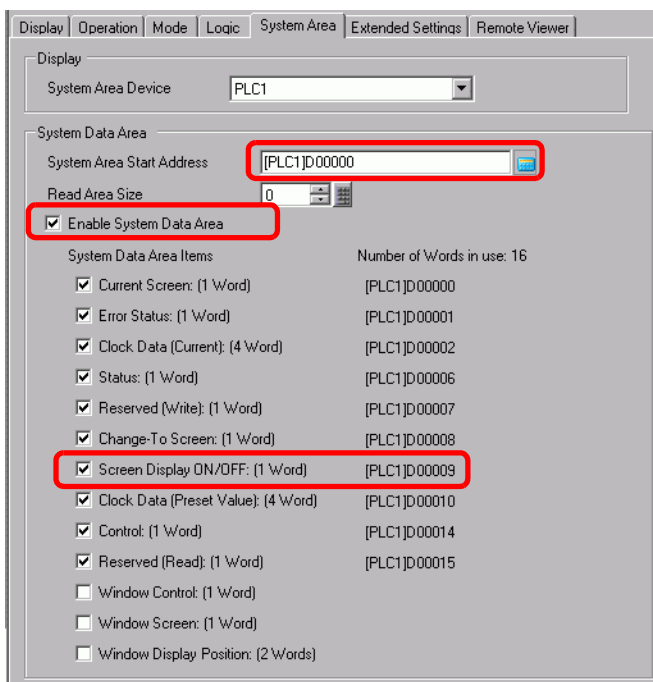 Display Operation Mode Logic System Area Extended Settings Remote Viewer
Display
System Area Device PLC1
System Data Area
System Area Start Address [PLC1]D00000
Read Area Size 0
Enable System Data Area
System Data Area Items Number of Words in use: 16
Current Screen: (1 Word) [PLC1]D00000
Error Status: (1 Word) [PLC1]D00001
Clock Data (Current): (4 Word) [PLC1]D00002
Status: (1 Word) [PLC1]D00006
Reserved (Write): (1 Word) [PLC1]D00007
Change-To Screen: (1 Word) [PLC1]D00008
Screen Display ON/OFF: (1 Word) [PLC1]D00009
Clock Data (Preset Value): (4 Word) [PLC1]D00010
Control: (1 Word) [PLC1]D00014
Reserved (Read): (1 Word) [PLC1]D00015
Window Control: (1 Word)
Window Screen: (1 Word)
Window Display Position: (2 Words)